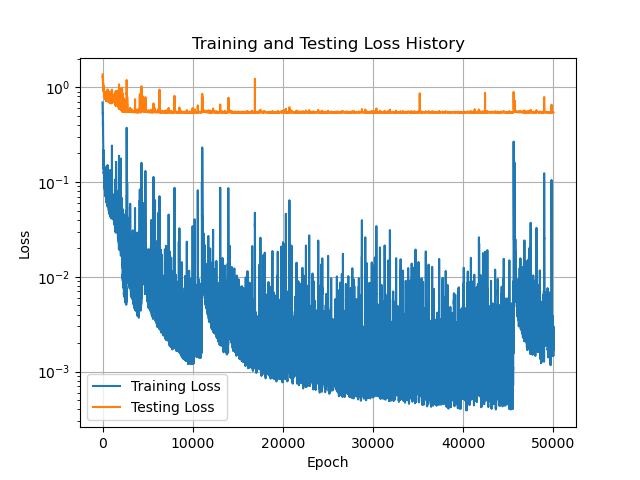 Training and Testing Loss History
10⁰
10⁻¹
10⁻²
10⁻³
Loss
Training Loss
Testing Loss
0 10000 20000 30000 40000 50000
Epoch